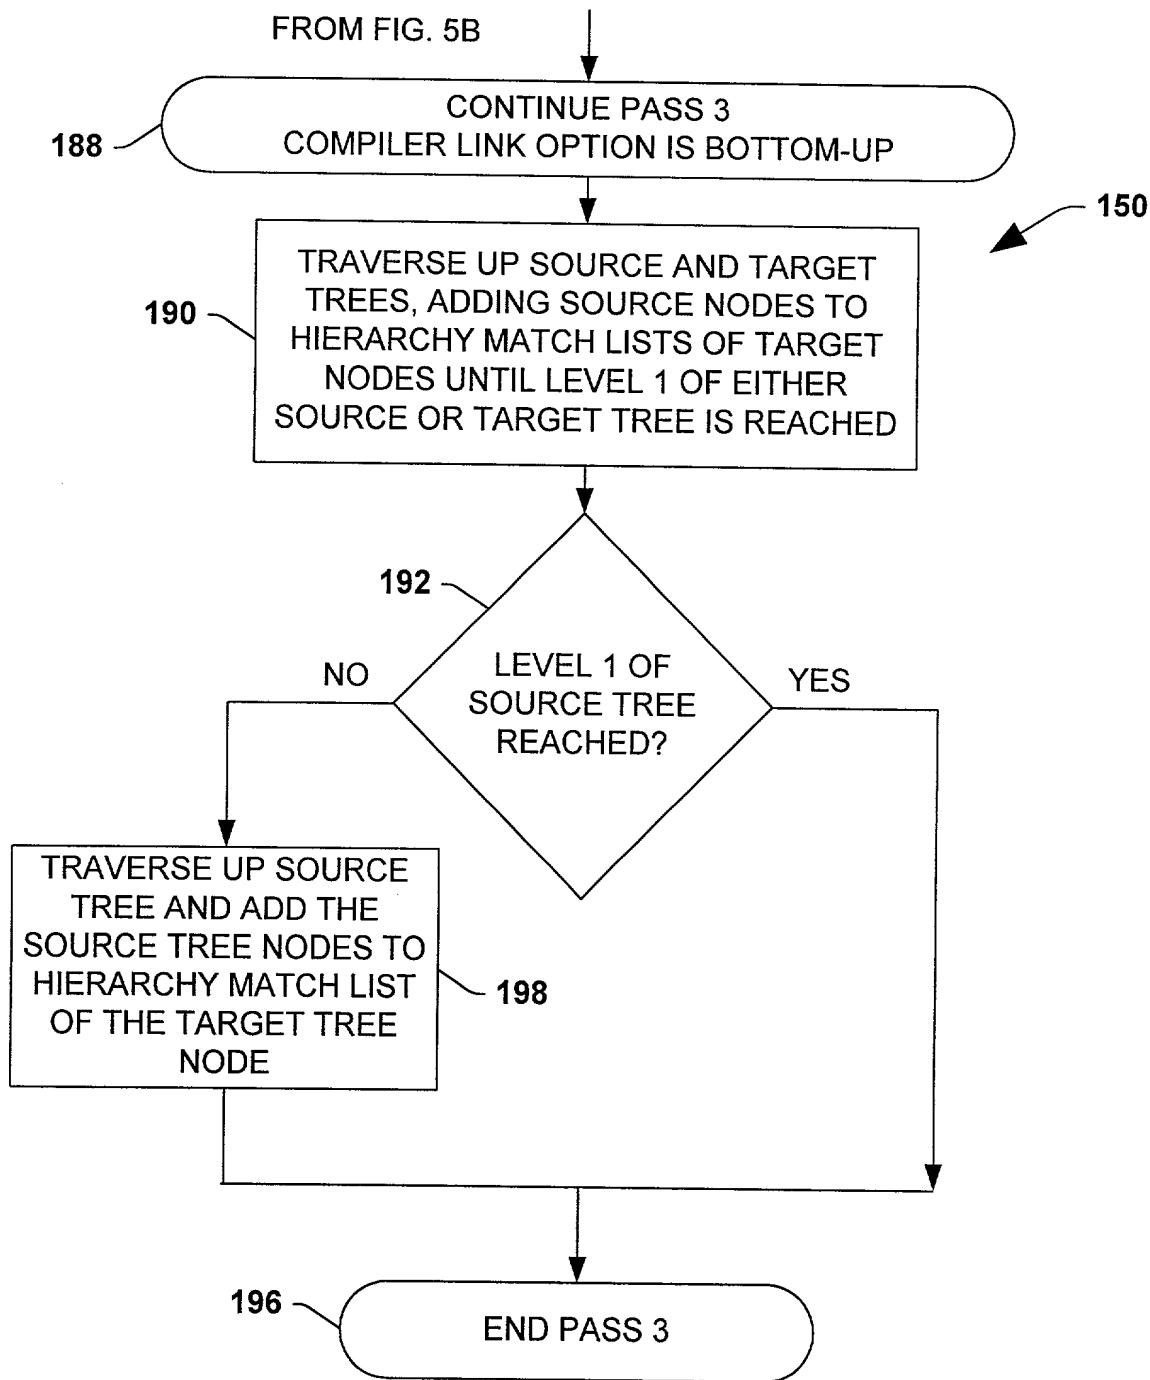 FROM FIG. 5B
CONTINUE PASS 3
COMPILER LINK OPTION IS BOTTOM-UP
188
150
TRAVERSE UP SOURCE AND TARGET
TREES, ADDING SOURCE NODES TO
HIERARCHY MATCH LISTS OF TARGET
NODES UNTIL LEVEL 1 OF EITHER
SOURCE OR TARGET TREE IS REACHED
190
192
LEVEL 1 OF
SOURCE TREE
REACHED?
NO
YES
TRAVERSE UP SOURCE
TREE AND ADD THE
SOURCE TREE NODES TO
HIERARCHY MATCH LIST
OF THE TARGET TREE
NODE
198
196
END PASS 3